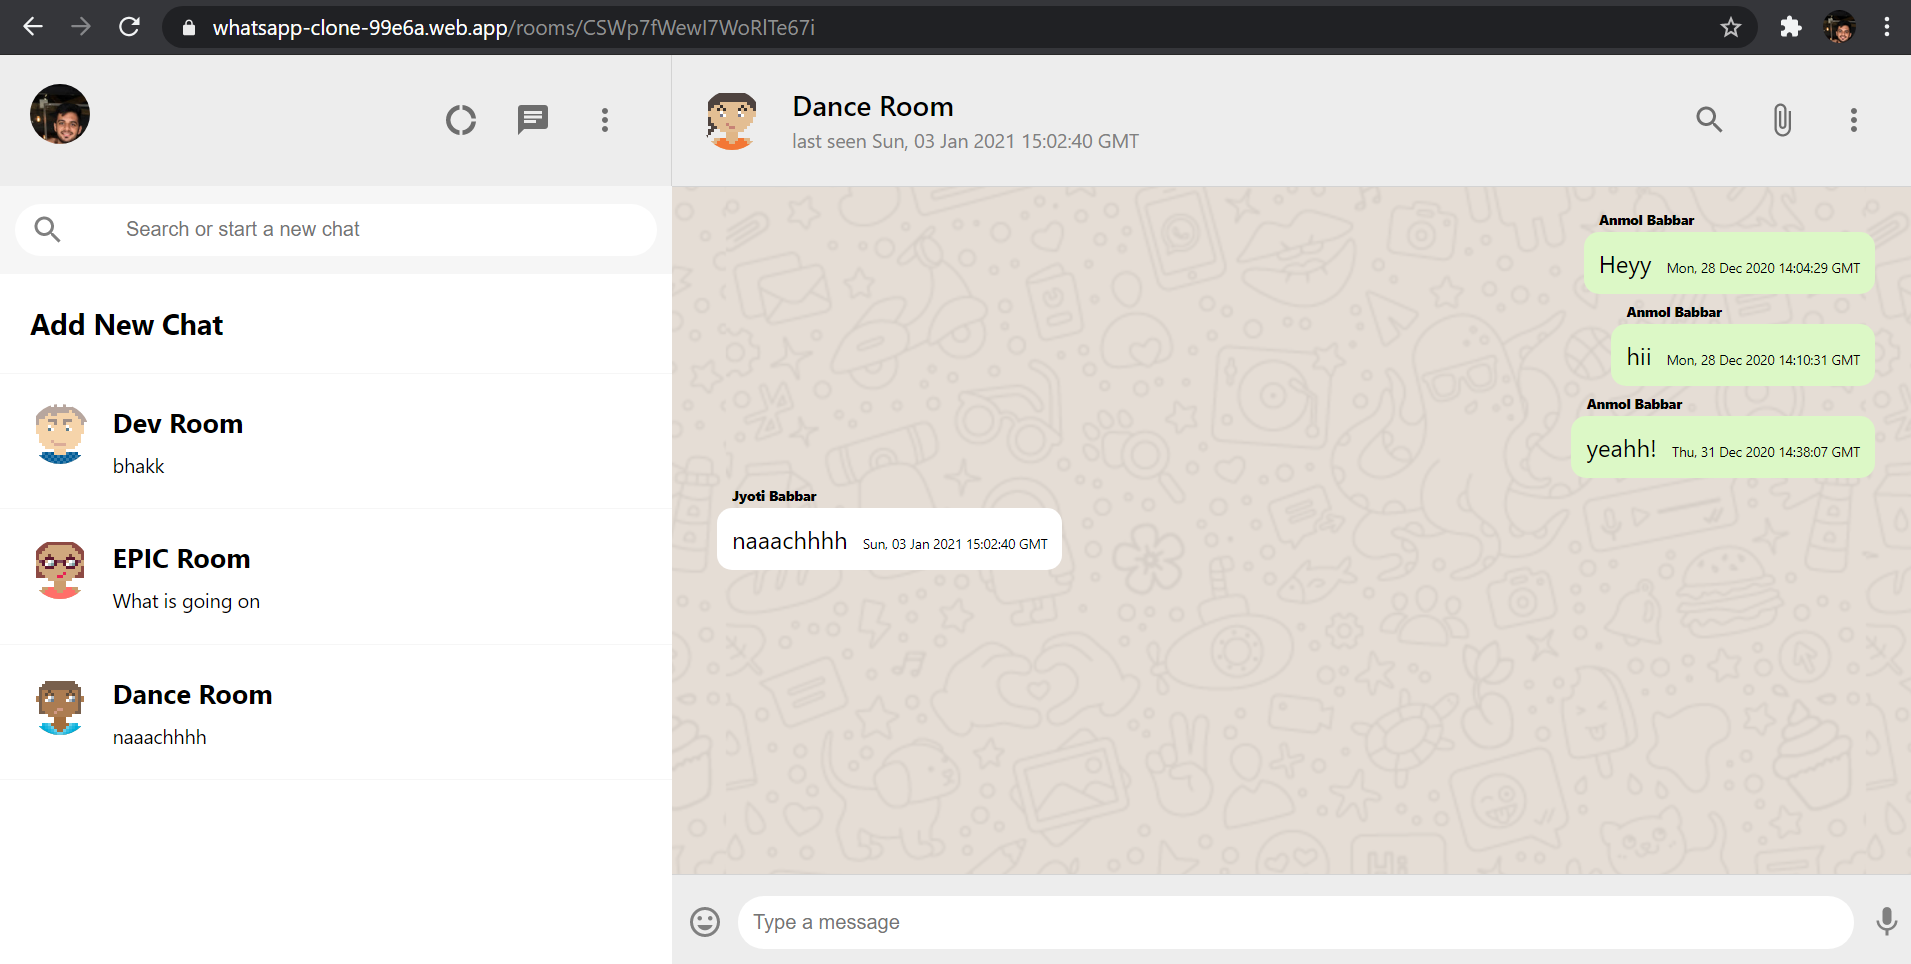 whatsapp-clone-99e6a.web.app/rooms/CSWp7fWewI7WoRlTe67i
Search or start a new chat
Add New Chat
Dev Room
bhakk
EPIC Room
What is going on
Dance Room
naaachhhh
Dance Room
last seen Sun, 03 Jan 2021 15:02:40 GMT
Anmol Babbar
Heyy Mon, 28 Dec 2020 14:04:29 GMT
Anmol Babbar
hii Mon, 28 Dec 2020 14:10:31 GMT
Anmol Babbar
yeahh! Thu, 31 Dec 2020 14:38:07 GMT
Jyoti Babbar
naaachhhh Sun, 03 Jan 2021 15:02:40 GMT
Hi
Type a message